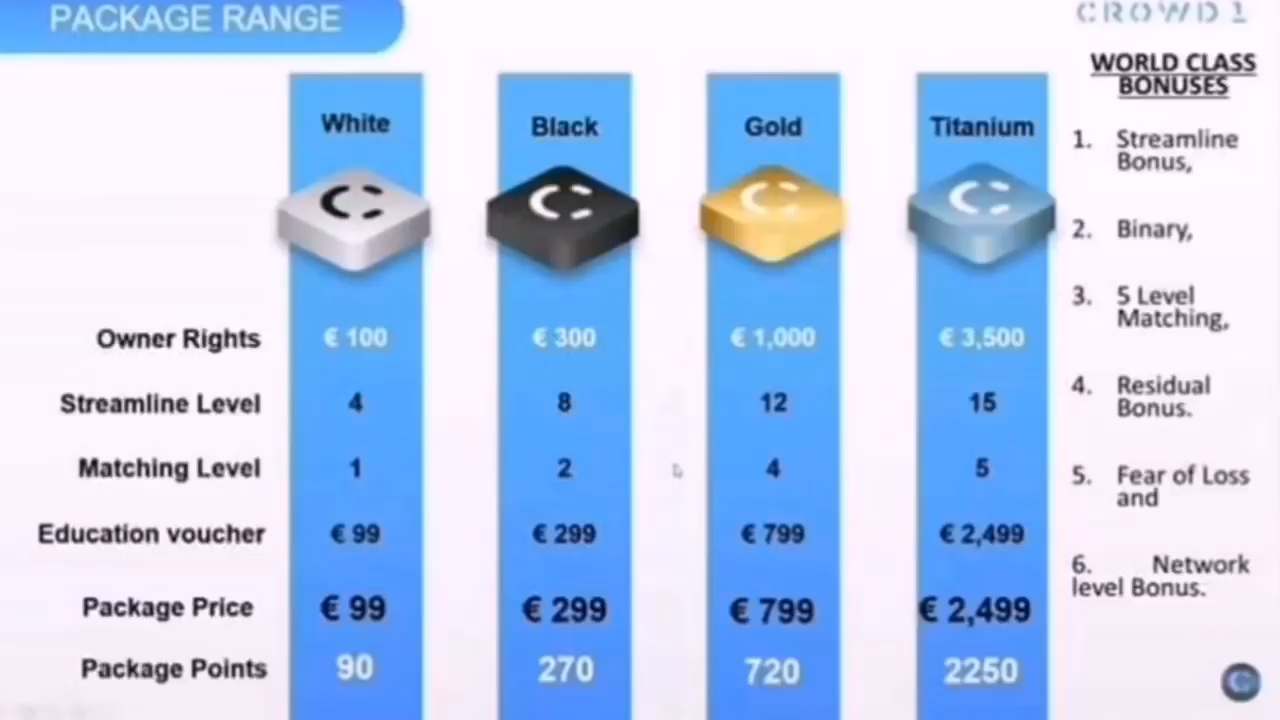 PACKAGE RANGE
CROWD1
WORLD CLASS
BONUSES
White Black Gold Titanium
1. Streamline
Bonus,
2. Binary,
3. 5 Level
Matching,
Owner Rights € 100 € 300 € 1,000 € 3,500
4. Residual
Bonus.
Streamline Level 4 8 12 15
Matching Level 1 2 4 5
5. Fear of Loss
and
Education voucher € 99 € 299 € 799 € 2,499
6. Network
level Bonus.
Package Price € 99 € 299 € 799 € 2,499
Package Points 90 270 720 2250